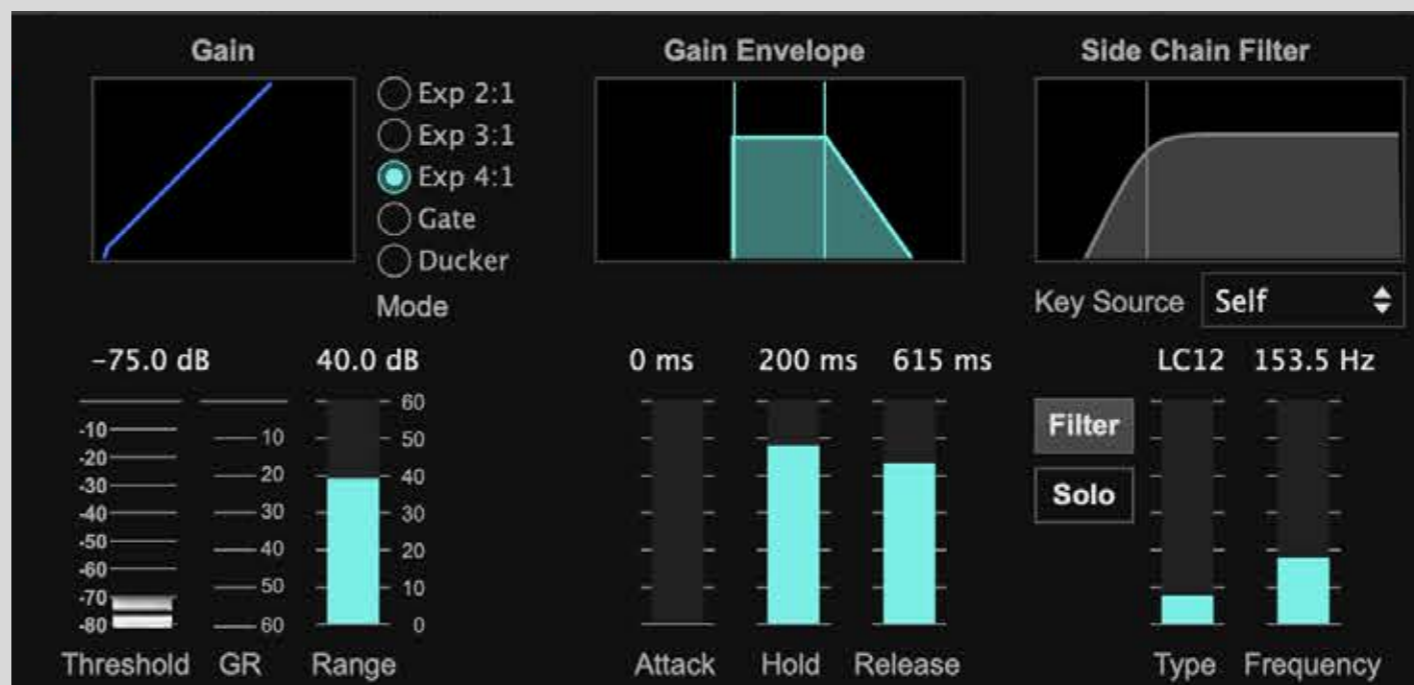 Gain
Exp 2:1
Exp 3:1
Exp 4:1
Gate
Ducker
Mode
Gain Envelope
Side Chain Filter
Key Source Self
-75.0 dB 40.0 dB 0 ms 200 ms 615 ms LC12 153.5 Hz
-10
-20
-30
-40
-50
-60
-70
-80
10
20
30
40
50
60
60
50
40
30
20
10
0
Filter
Solo
Threshold GR Range Attack Hold Release Type Frequency